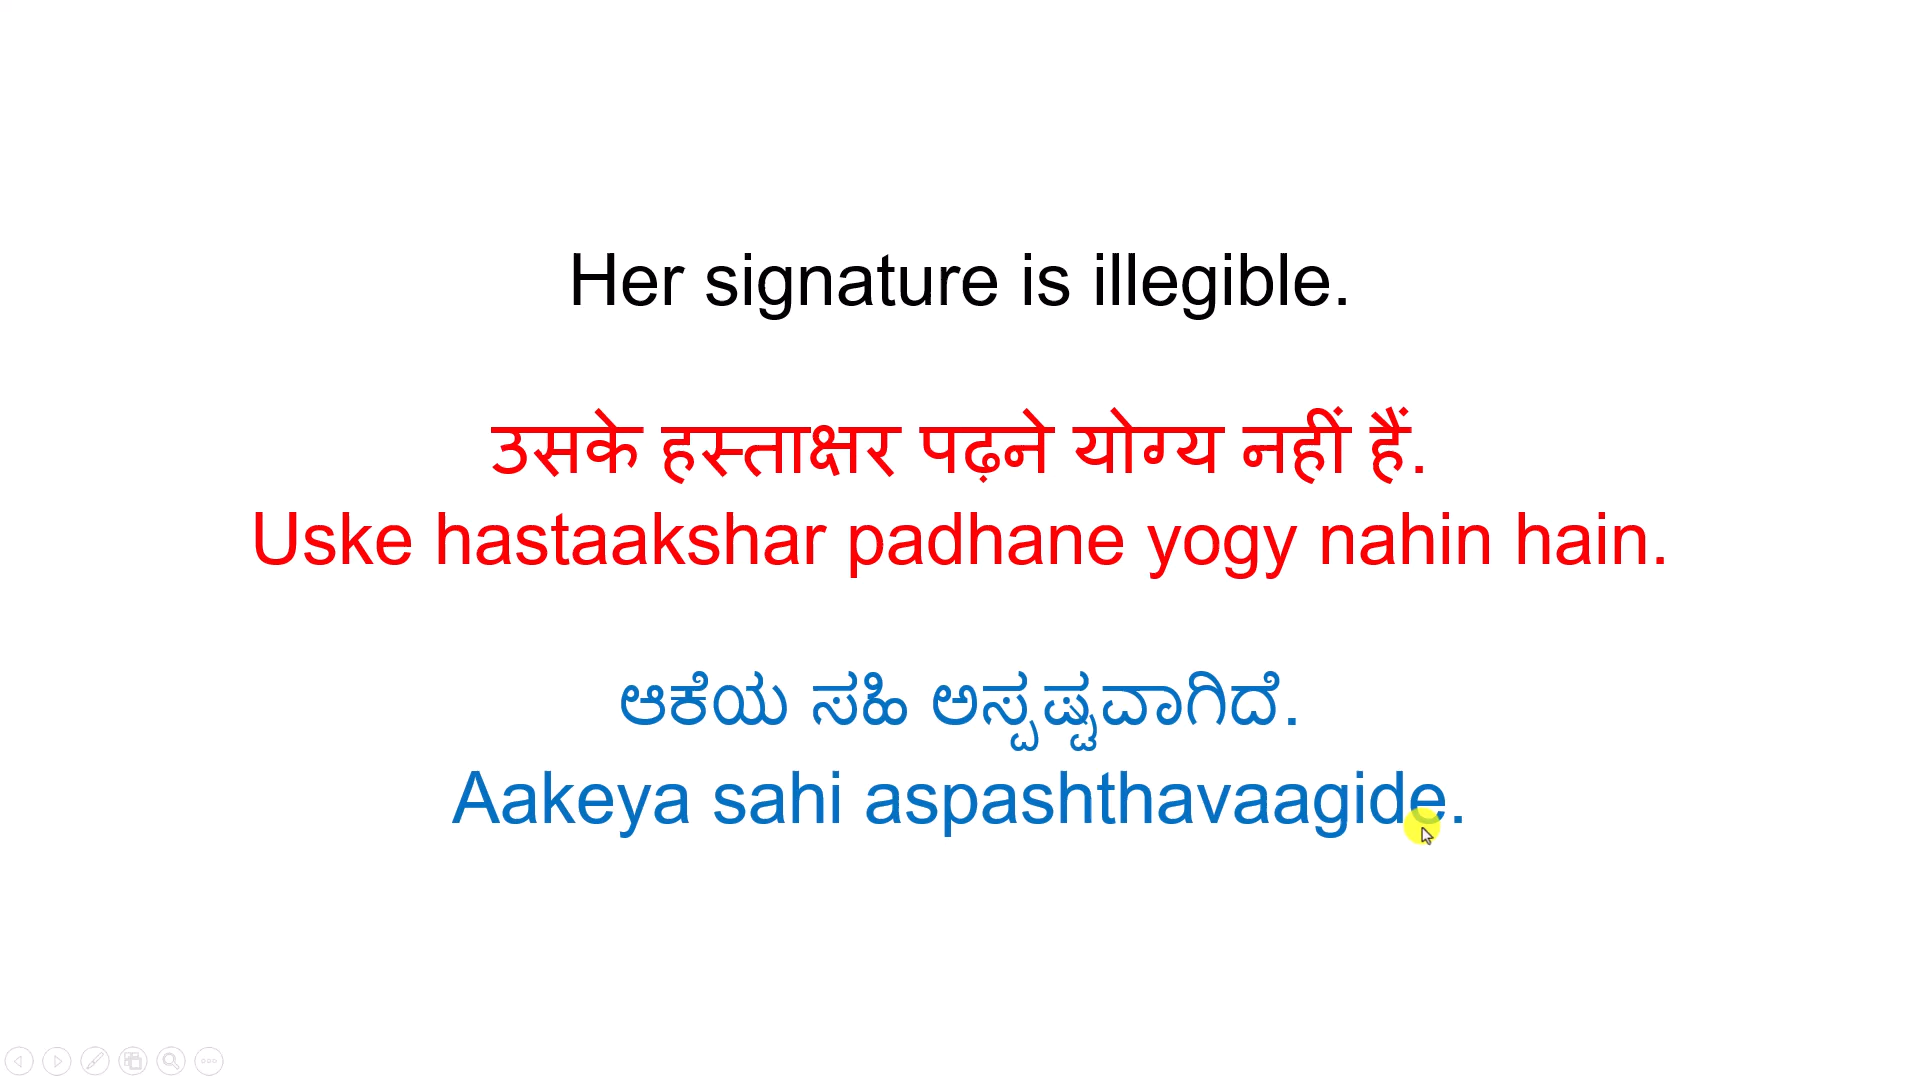 Her signature is illegible.
उसके हस्ताक्षर पढ़ने योग्य नहीं हैं.
Uske hastaakshar padhane yogy nahin hain.
ಆಕೆಯ ಸಹಿ ಅಸ್ಪಷ್ಟವಾಗಿದೆ.
Aakeya sahi aspashthavaagide.